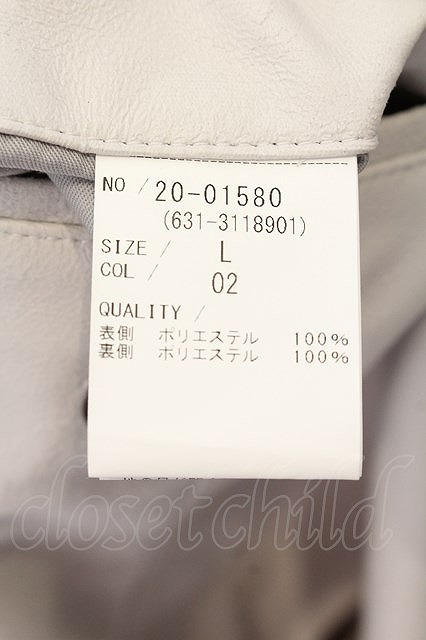 NO / 20-01580
(631-3118901)
SIZE / L
COL / 02
QUALITY /
表側 ポリエステル 100%
裏側 ポリエステル 100%
closet child